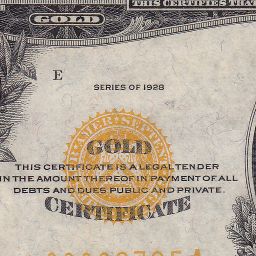 THIS CERTIFIES THAT
GOLD
E
SERIES OF 1928
GOLD
THIS CERTIFICATE IS A LEGAL TENDER
IN THE AMOUNT THEREOF IN PAYMENT OF ALL
DEBTS AND DUES PUBLIC AND PRIVATE.
CERTIFICATE